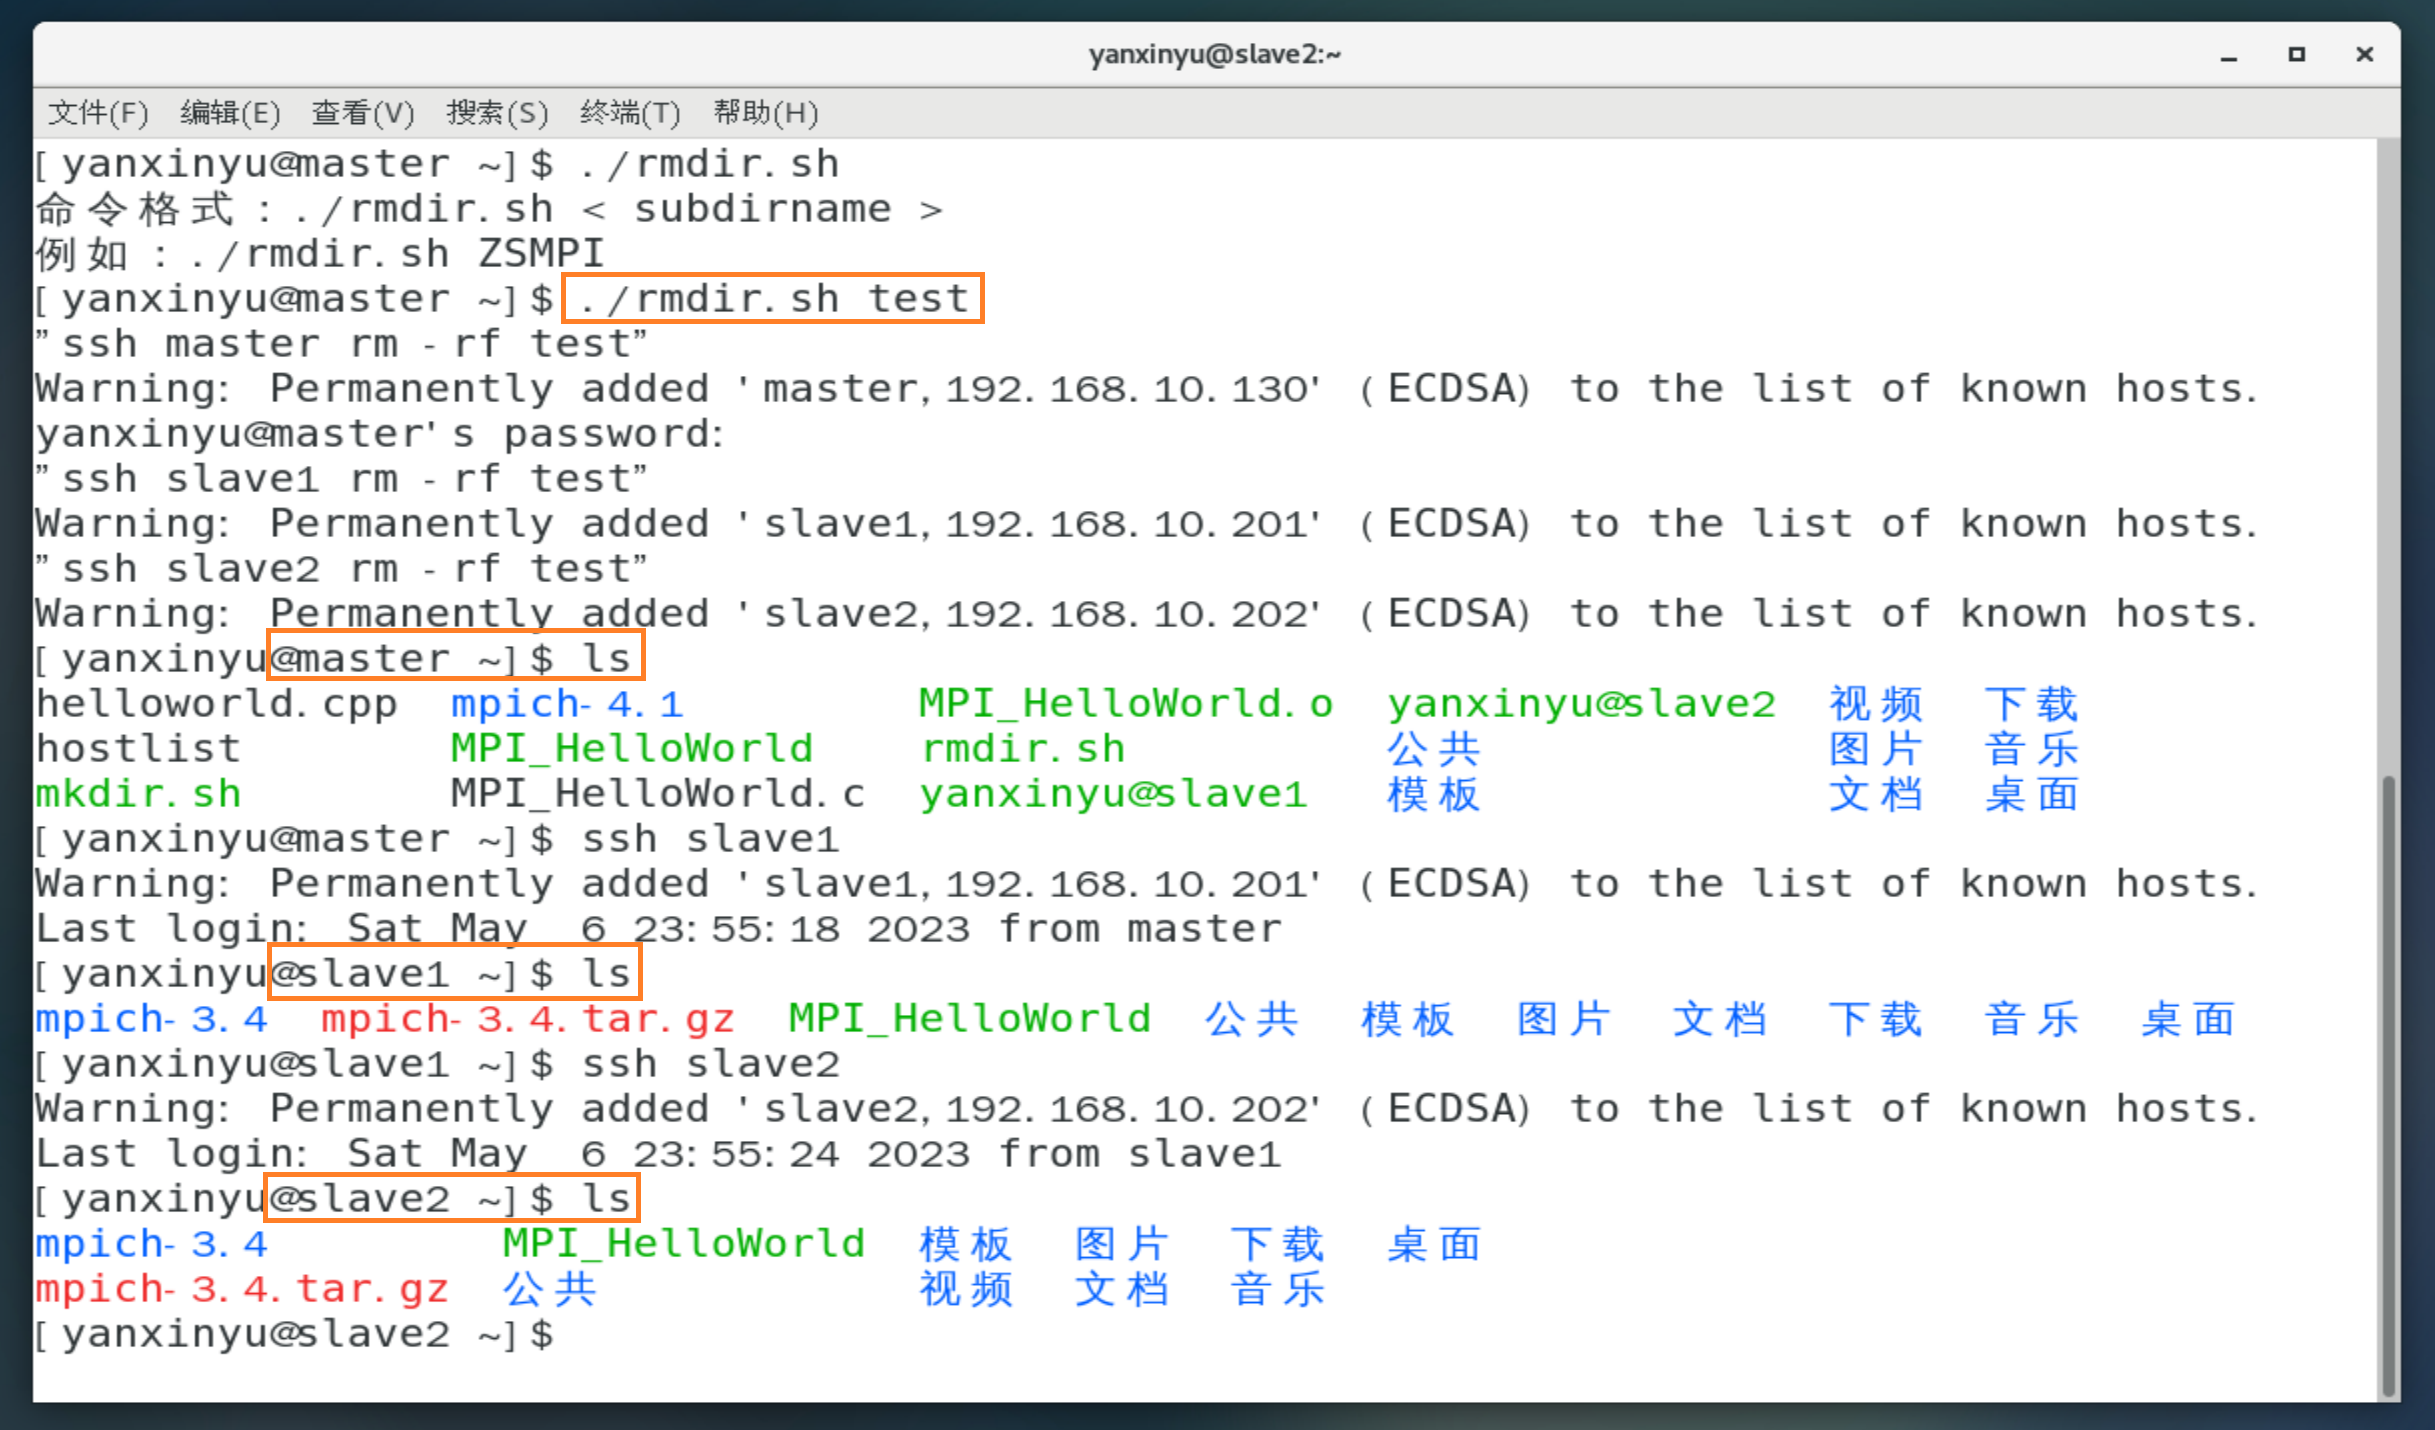 yanxinyu@slave2:~
文件(F) 编辑(E) 查看(V) 搜索(S) 终端(T) 帮助(H)
[yanxinyu@master ~]$ ./rmdir.sh
命令格式:./rmdir.sh < subdirname >
例如:./rmdir.sh ZSMPI
[yanxinyu@master ~]$ ./rmdir.sh test
”ssh master rm -rf test”
Warning: Permanently added 'master,192.168.10.130' (ECDSA) to the list of known hosts.
yanxinyu@master's password:
”ssh slave1 rm -rf test”
Warning: Permanently added 'slave1,192.168.10.201' (ECDSA) to the list of known hosts.
”ssh slave2 rm -rf test”
Warning: Permanently added 'slave2,192.168.10.202' (ECDSA) to the list of known hosts.
[yanxinyu@master ~]$ ls
helloworld.cpp mpich-4.1 MPI_HelloWorld.o yanxinyu@slave2 视频 下载
hostlist MPI_HelloWorld rmdir.sh 公共 图片 音乐
mkdir.sh MPI_HelloWorld.c yanxinyu@slave1 模板 文档 桌面
[yanxinyu@master ~]$ ssh slave1
Warning: Permanently added 'slave1,192.168.10.201' (ECDSA) to the list of known hosts.
Last login: Sat May  6 23:55:18 2023 from master
[yanxinyu@slave1 ~]$ ls
mpich-3.4 mpich-3.4.tar.gz MPI_HelloWorld 公共 模板 图片 文档 下载 音乐 桌面
[yanxinyu@slave1 ~]$ ssh slave2
Warning: Permanently added 'slave2,192.168.10.202' (ECDSA) to the list of known hosts.
Last login: Sat May  6 23:55:24 2023 from slave1
[yanxinyu@slave2 ~]$ ls
mpich-3.4 MPI_HelloWorld 模板 图片 下载 桌面
mpich-3.4.tar.gz 公共 视频 文档 音乐
[yanxinyu@slave2 ~]$